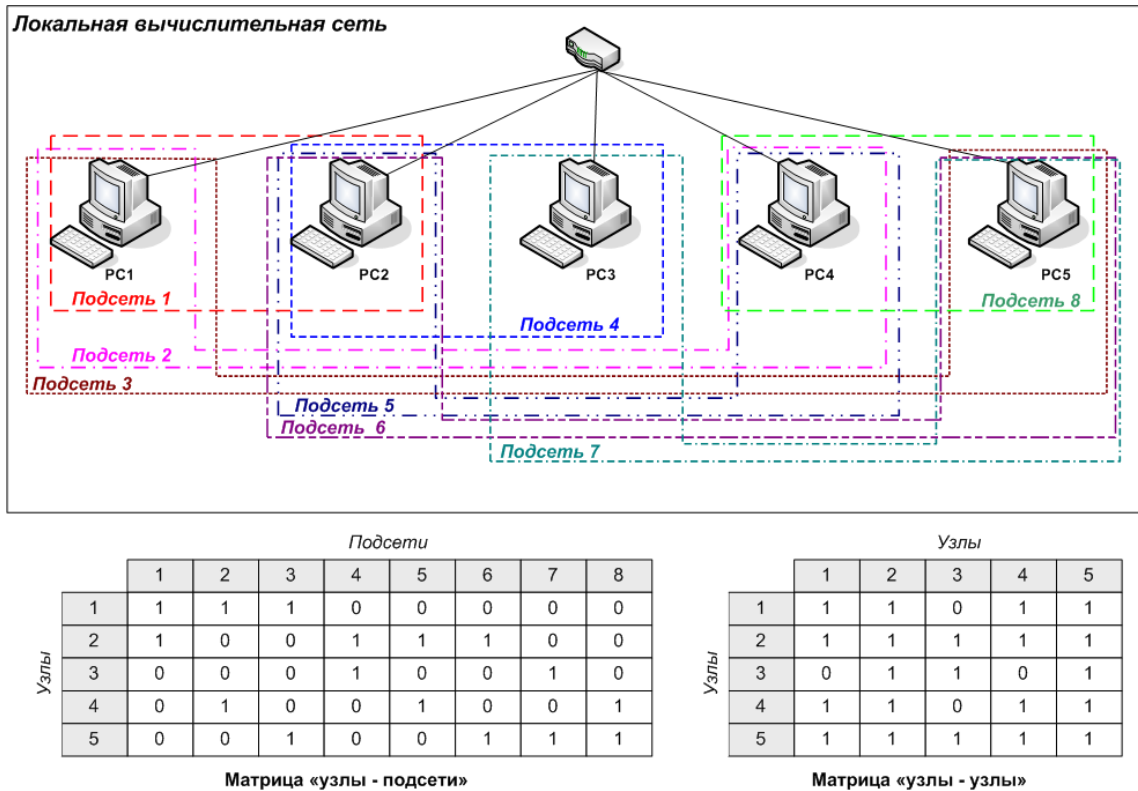 Локальная вычислительная сеть
PC1 PC2 PC3 PC4 PC5
Подсеть 1 Подсеть 8
Подсеть 4
Подсеть 2
Подсеть 3
Подсеть 5
Подсеть 6
Подсеть 7
Подсети
1 2 3 4 5 6 7 8
1 1 1 1 0 0 0 0 0
2 1 0 0 1 1 1 0 0
3 0 0 0 1 0 0 1 0
4 0 1 0 0 1 0 0 1
5 0 0 1 0 0 1 1 1
Узлы
Матрица «узлы - подсети»
Узлы
1 2 3 4 5
1 1 1 0 1 1
2 1 1 1 1 1
3 0 1 1 0 1
4 1 1 0 1 1
5 1 1 1 1 1
Узлы
Матрица «узлы - узлы»